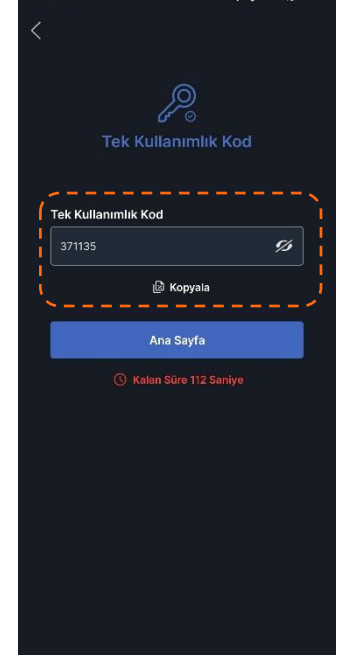 Tek Kullanımlık Kod
Tek Kullanımlık Kod
371135
Kopyala
Ana Sayfa
Kalan Süre 112 Saniye